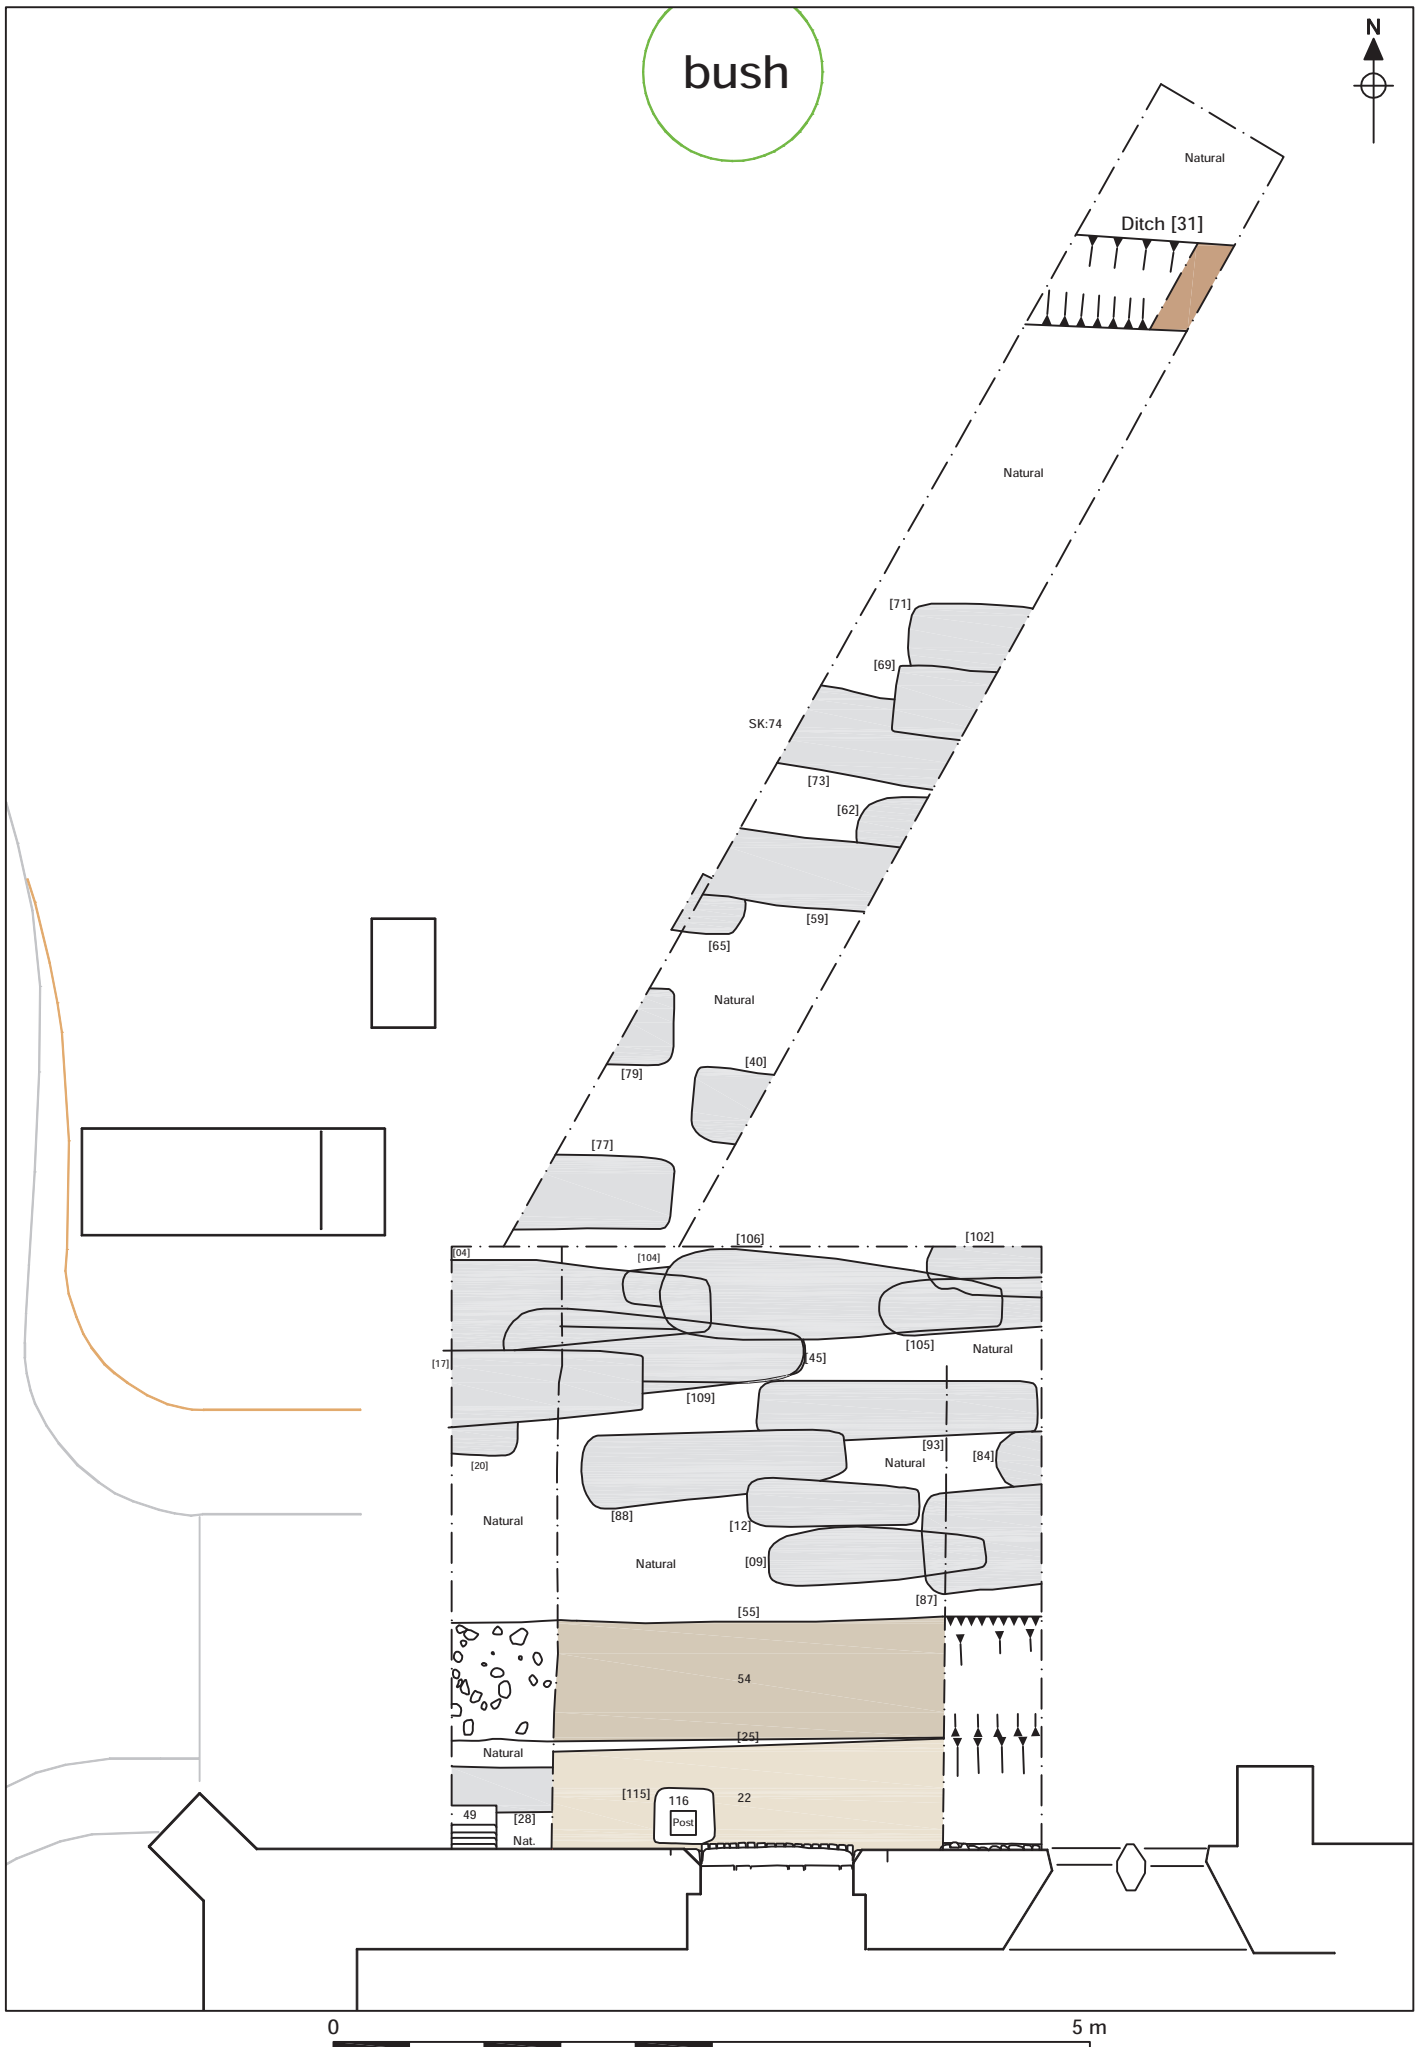 bush
N
Natural
Ditch [31]
Natural
[71]
[69]
SK:74
[73]
[62]
[59]
[65]
Natural
[79]
[40]
[77]
[106]
[102]
[04]
[104]
[105]
Natural
[45]
[17]
[109]
[93]
[84]
Natural
[20]
[88]
[12]
Natural
[09]
Natural
[87]
[55]
54
[25]
Natural
[115]
116
22
49
[28]
Post
Nat.
0
5 m